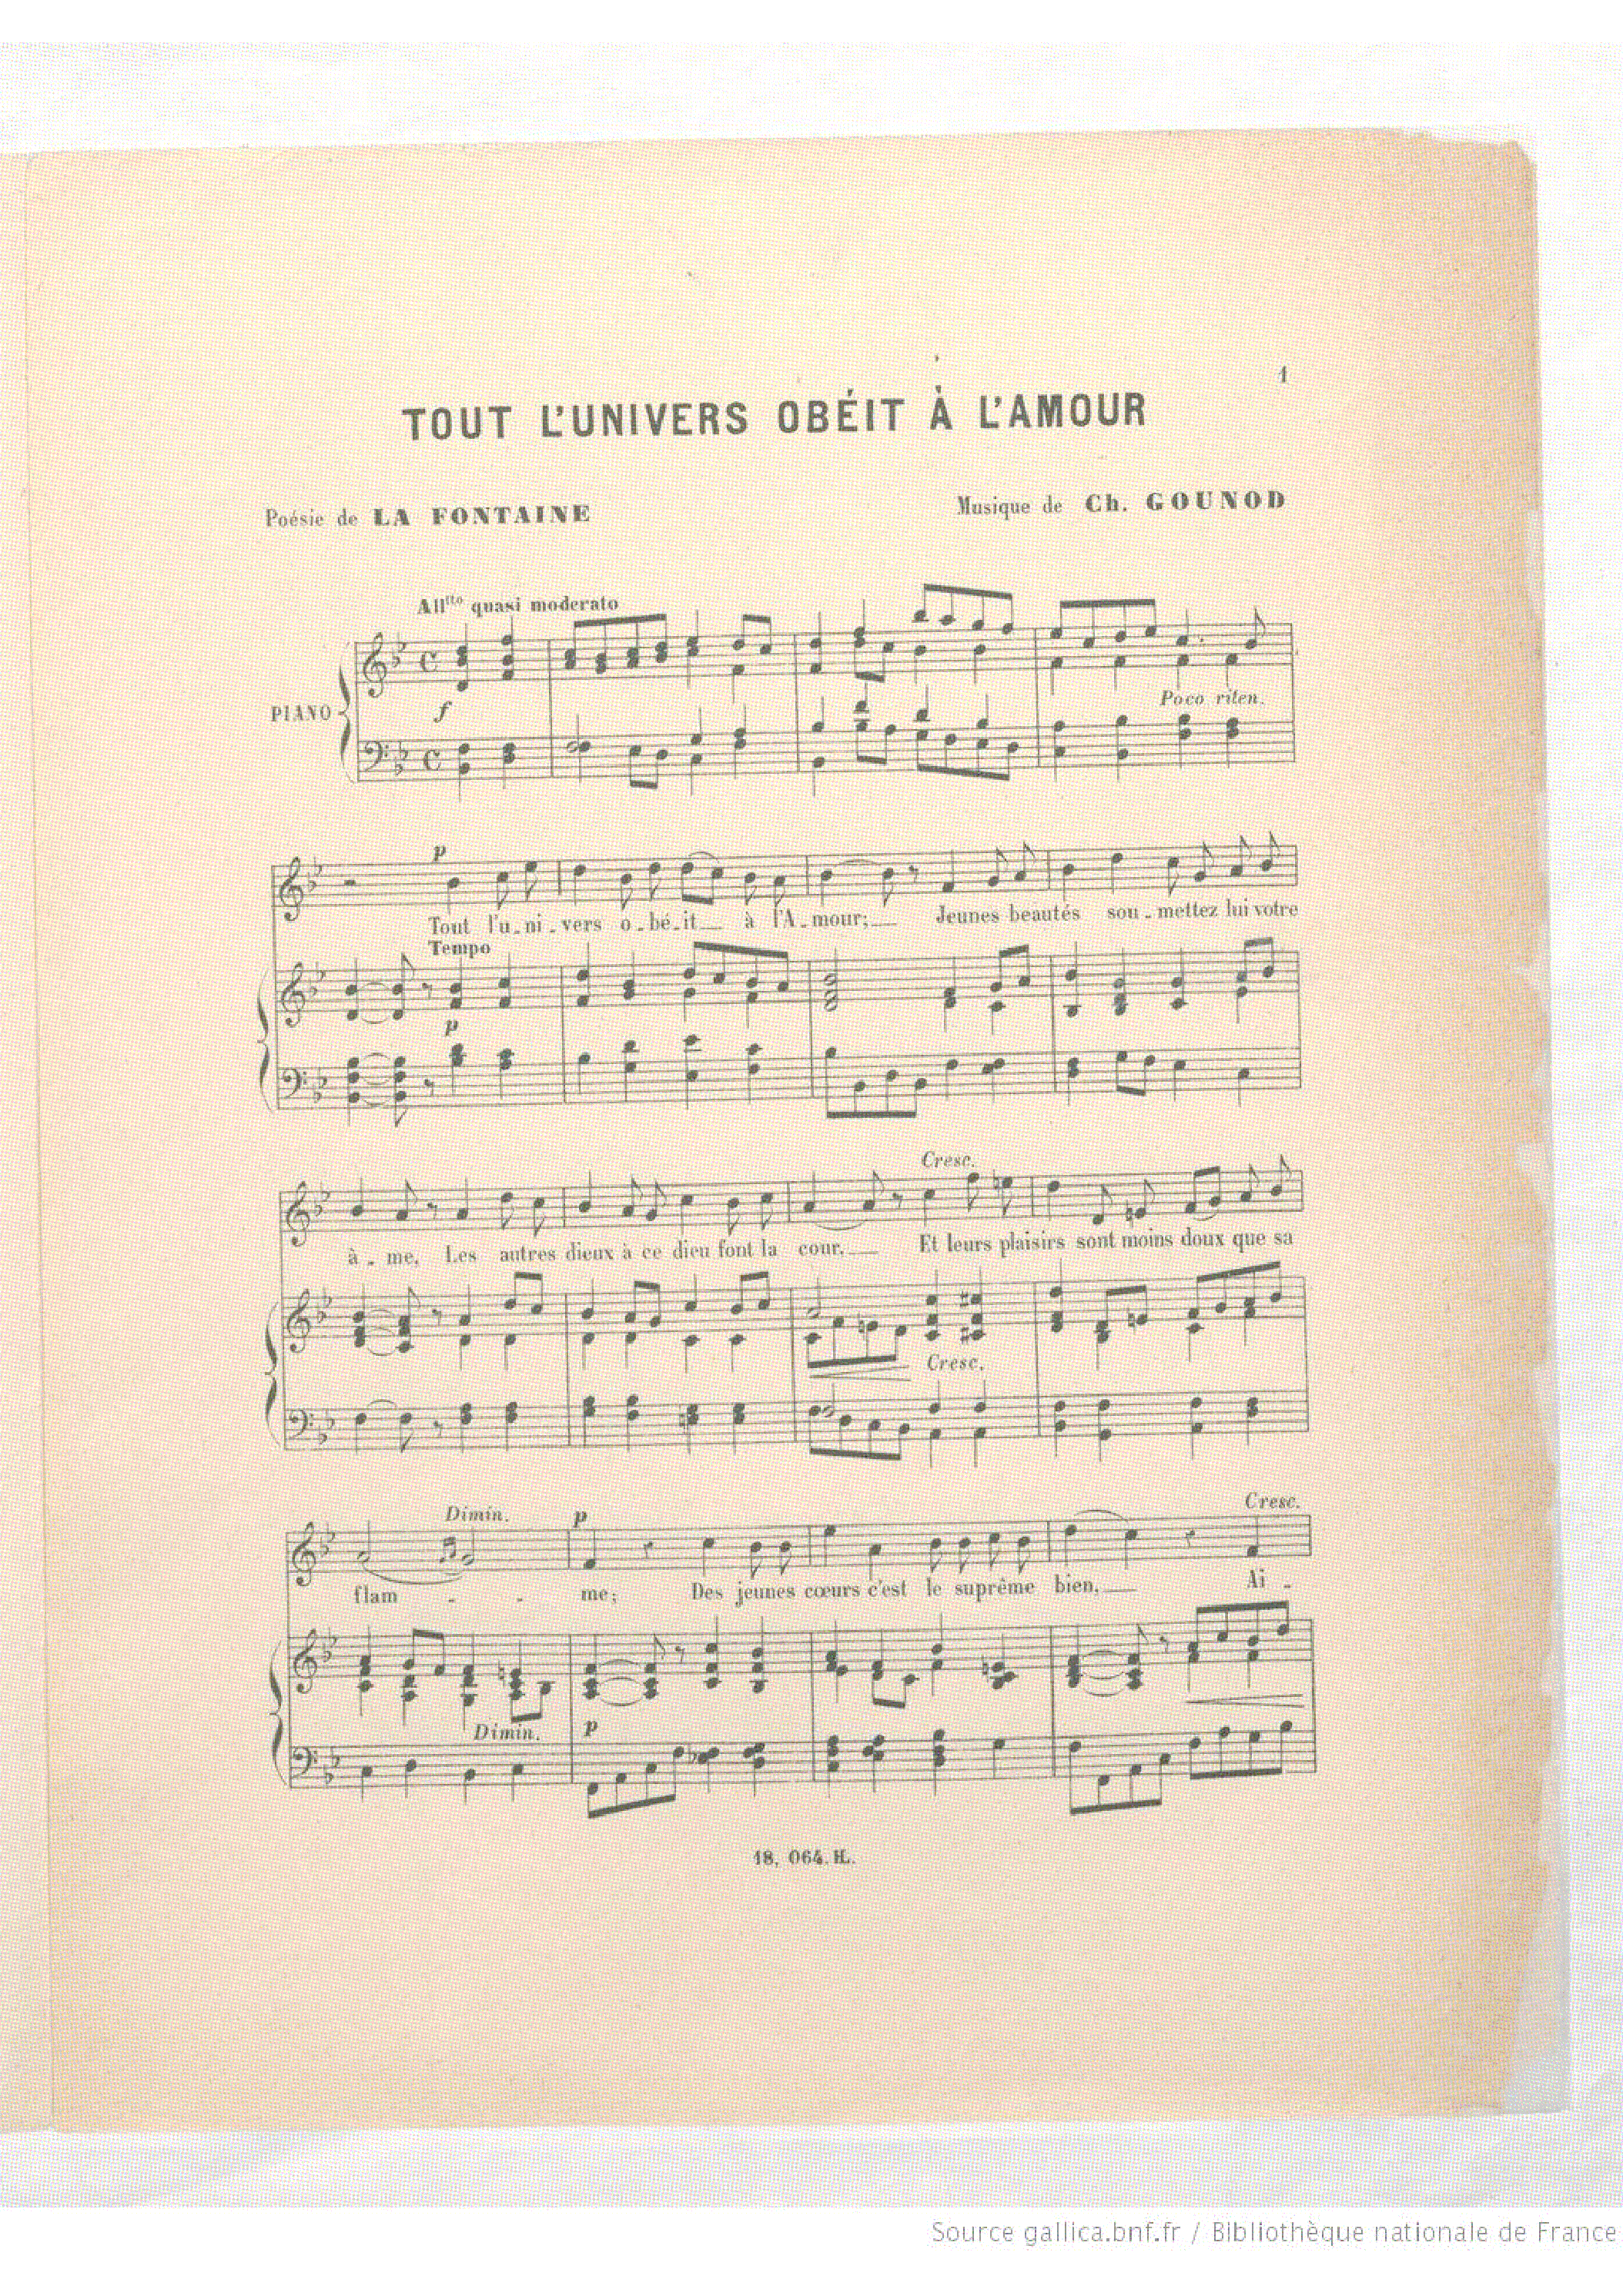 1
TOUT L'UNIVERS OBÉIT À L'AMOUR
Poésie de LA FONTAINE
Musique de Ch. GOUNOD
Allᵗᵗᵒ quasi moderato
PIANO
f
Poco riten.
p
Tout l'u_ni_vers o_bé_it_ à l'A_mour;_ Jeunes beautés sou_mettez lui votre
Tempo
p
Cresc.
à_me, Les autres dieux à ce dieu font la cour._ Et leurs plaisirs sont moins doux que sa
Cresc.
Dimin. p Cresc.
flam - - me; Des jeunes cœurs c'est le suprême bien,_ Ai -
Dimin. p
18, 064. H.
Source gallica.bnf.fr / Bibliothèque nationale de France